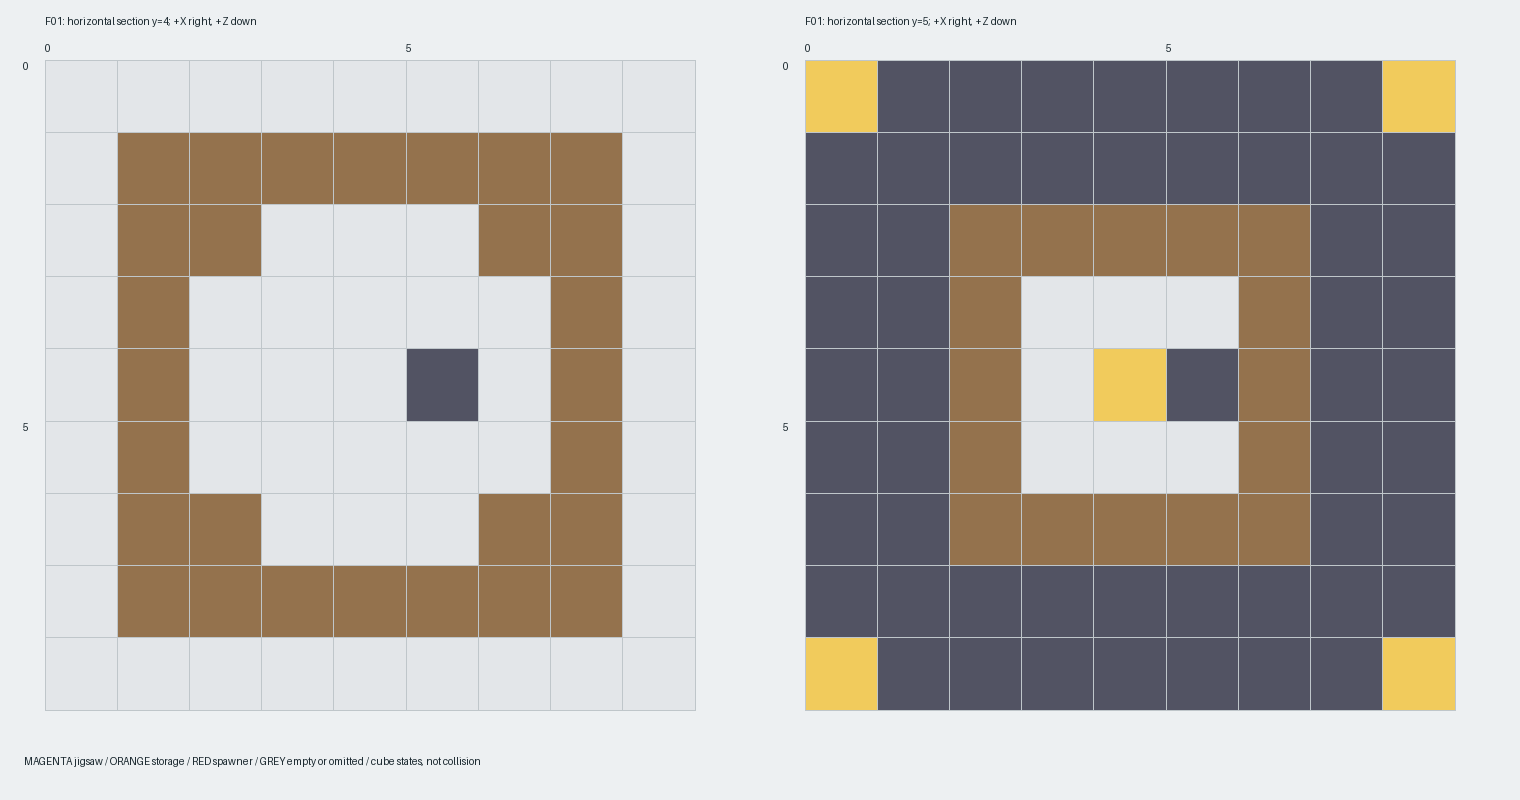 F01: horizontal section y=4; +X right, +Z down
F01: horizontal section y=5; +X right, +Z down
0 5
0 5
0
0
5
5
MAGENTA jigsaw / ORANGE storage / RED spawner / GREY empty or omitted / cube states, not collision